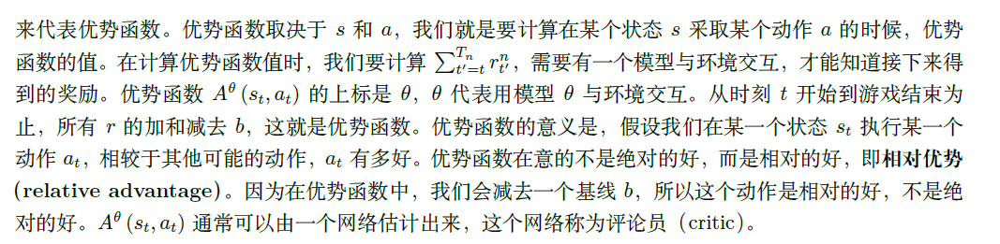 来代表优势函数。优势函数取决于 s 和 a，我们就是要计算在某个状态 s 采取某个动作 a 的时候，优势
函数的值。在计算优势函数值时，我们要计算 $\sum_{t'=t}^{T_n} r_{t'}^n$，需要有一个模型与环境交互，才能知道接下来得
到的奖励。优势函数 $A^\theta(s_t, a_t)$ 的上标是 θ，θ 代表用模型 θ 与环境交互。从时刻 t 开始到游戏结束为
止，所有 r 的加和减去 b，这就是优势函数。优势函数的意义是，假设我们在某一个状态 $s_t$ 执行某一个
动作 $a_t$，相较于其他可能的动作，$a_t$ 有多好。优势函数在意的不是绝对的好，而是相对的好，即相对优势
(relative advantage)。因为在优势函数中，我们会减去一个基线 b，所以这个动作是相对的好，不是绝
对的好。$A^\theta(s_t, a_t)$ 通常可以由一个网络估计出来，这个网络称为评论员（critic）。